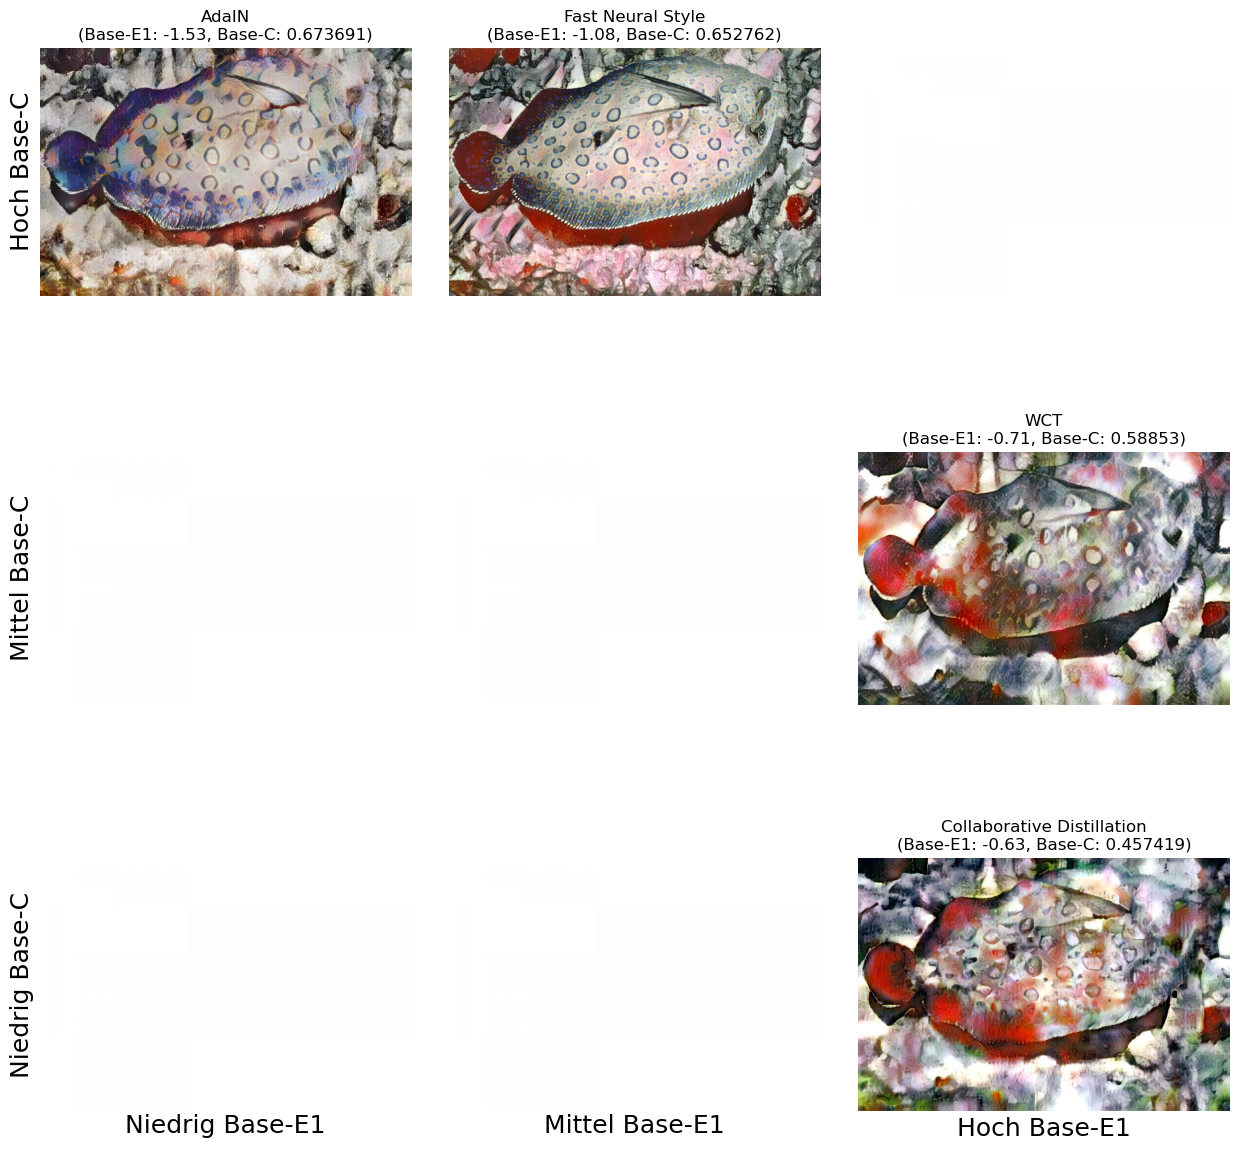 AdaIN
(Base-E1: -1.53, Base-C: 0.673691)
Fast Neural Style
(Base-E1: -1.08, Base-C: 0.652762)
Hoch Base-C
WCT
(Base-E1: -0.71, Base-C: 0.58853)
Mittel Base-C
Collaborative Distillation
(Base-E1: -0.63, Base-C: 0.457419)
Niedrig Base-C
Niedrig Base-E1
Mittel Base-E1
Hoch Base-E1